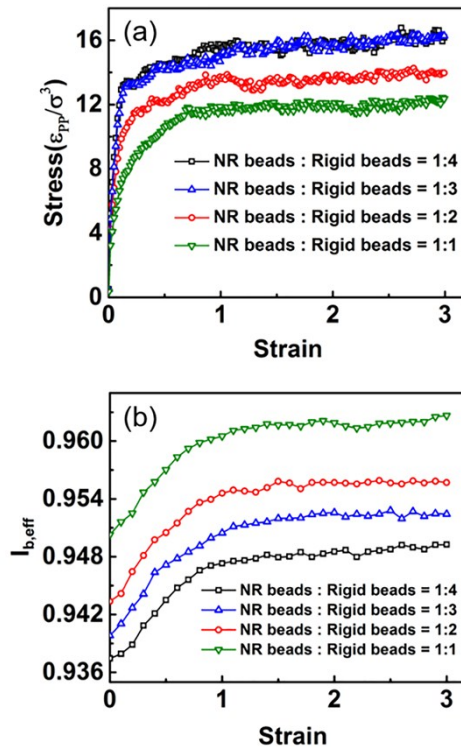 (a)
16
12
8
4
0
Stress(ε_PP/σ³)
NR beads : Rigid beads = 1:4
NR beads : Rigid beads = 1:3
NR beads : Rigid beads = 1:2
NR beads : Rigid beads = 1:1
0 1 2 3
Strain
(b)
0.960
0.954
0.948
0.942
0.936
I_b,eff
NR beads : Rigid beads = 1:4
NR beads : Rigid beads = 1:3
NR beads : Rigid beads = 1:2
NR beads : Rigid beads = 1:1
0 1 2 3
Strain